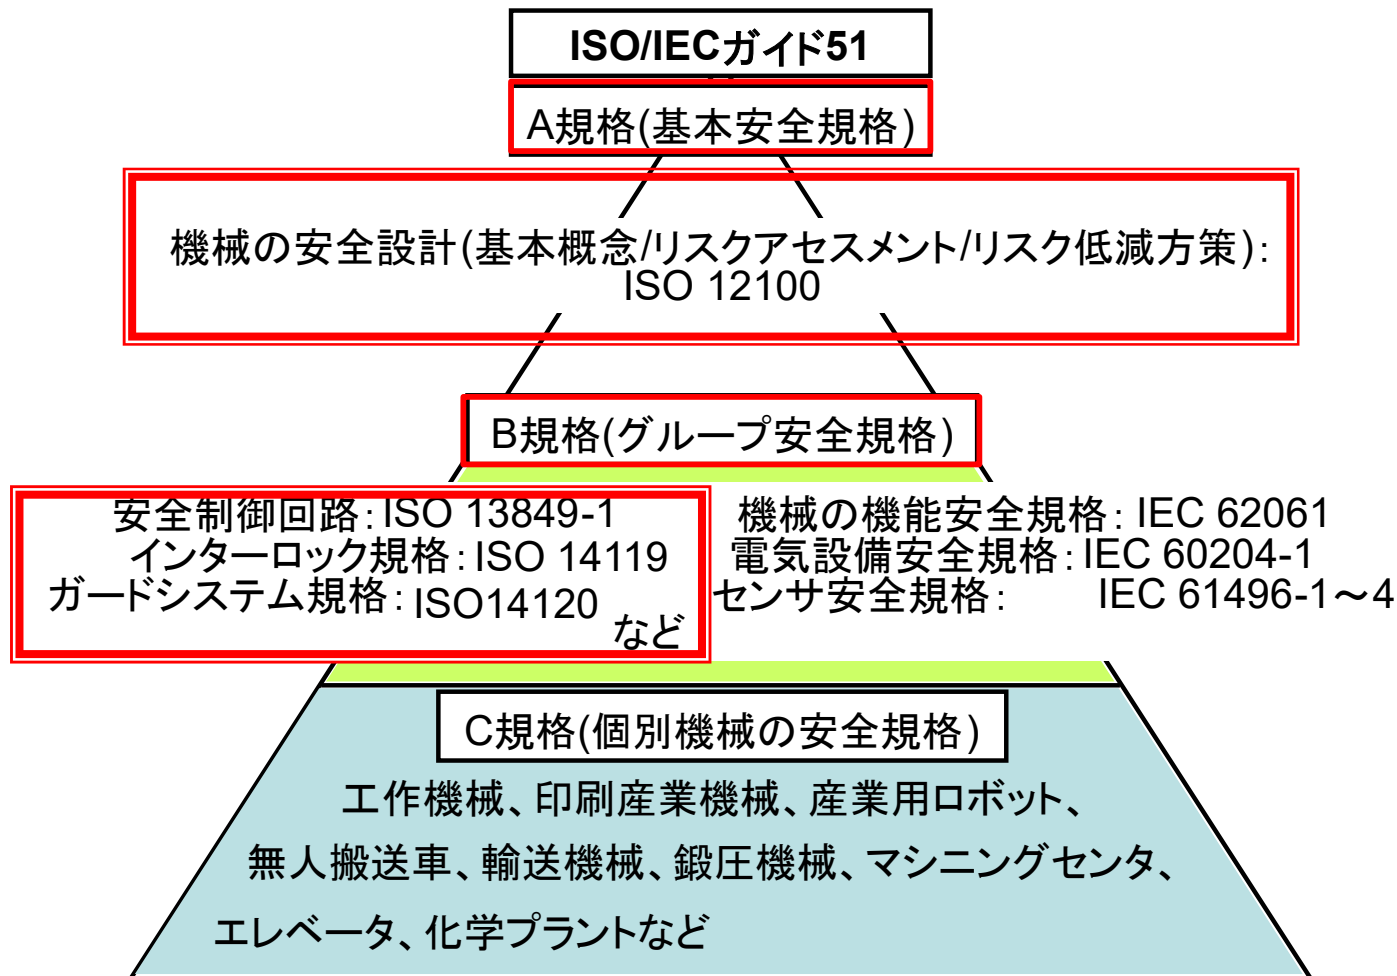 ISO/IECガイド51
A規格(基本安全規格)
機械の安全設計(基本概念/リスクアセスメント/リスク低減方策):
ISO 12100
B規格(グループ安全規格)
安全制御回路:ISO 13849-1
インターロック規格:ISO 14119
ガードシステム規格:ISO14120
など
機械の機能安全規格:IEC 62061
電気設備安全規格:IEC 60204-1
センサ安全規格: IEC 61496-1～4
C規格(個別機械の安全規格)
工作機械、印刷産業機械、産業用ロボット、
無人搬送車、輸送機械、鍛圧機械、マシニングセンタ、
エレベータ、化学プラントなど